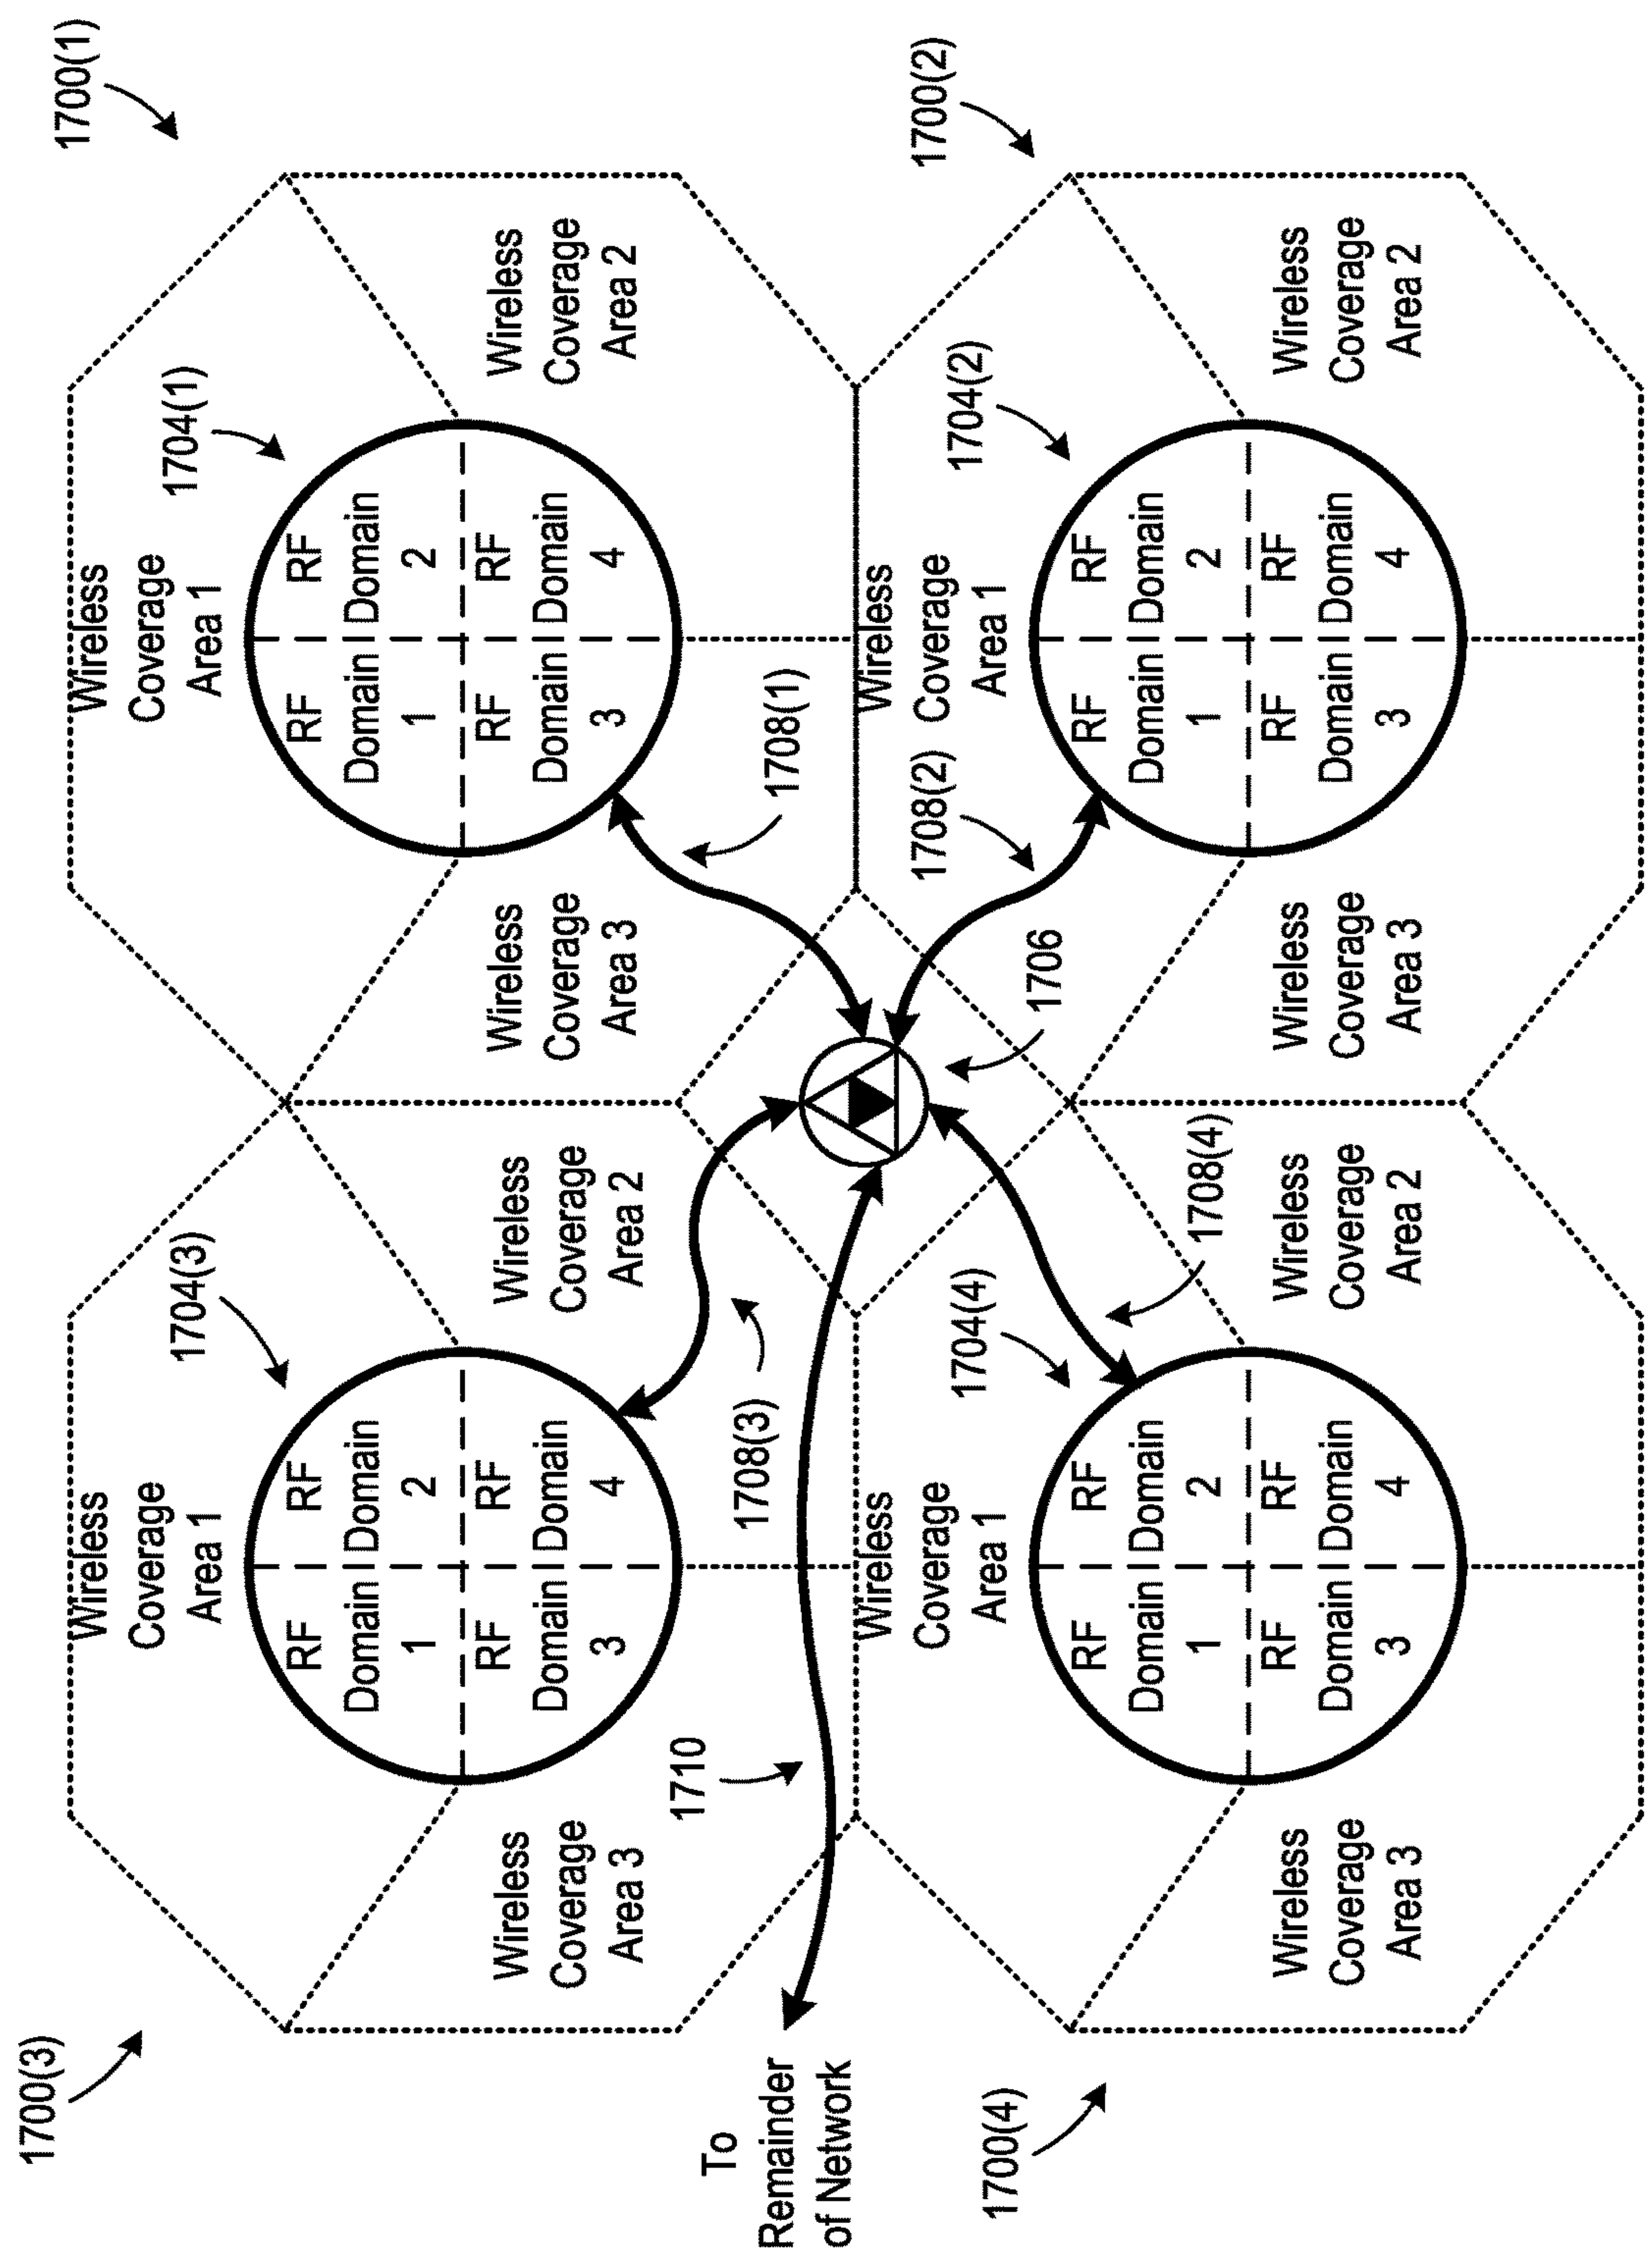 1700(3)
Wireless
Coverage
Area 1
1704(3)
RF
Domain
1
RF
Domain
2
RF
Domain
3
RF
Domain
4
Wireless
Coverage
Area 3
Wireless
Coverage
Area 2
1700(1)
Wireless
Coverage
Area 1
1704(1)
RF
Domain
1
RF
Domain
2
RF
Domain
3
RF
Domain
4
Wireless
Coverage
Area 3
Wireless
Coverage
Area 2
To
Remainder
of Network
1710
1708(3)
1708(1)
1706
1700(4)
Wireless
Coverage
Area 1
1704(4)
1708(4)
RF
Domain
1
RF
Domain
2
RF
Domain
3
RF
Domain
4
Wireless
Coverage
Area 3
Wireless
Coverage
Area 2
1708(2)
Wireless
Coverage
Area 1
1704(2)
1700(2)
RF
Domain
1
RF
Domain
2
RF
Domain
3
RF
Domain
4
Wireless
Coverage
Area 3
Wireless
Coverage
Area 2